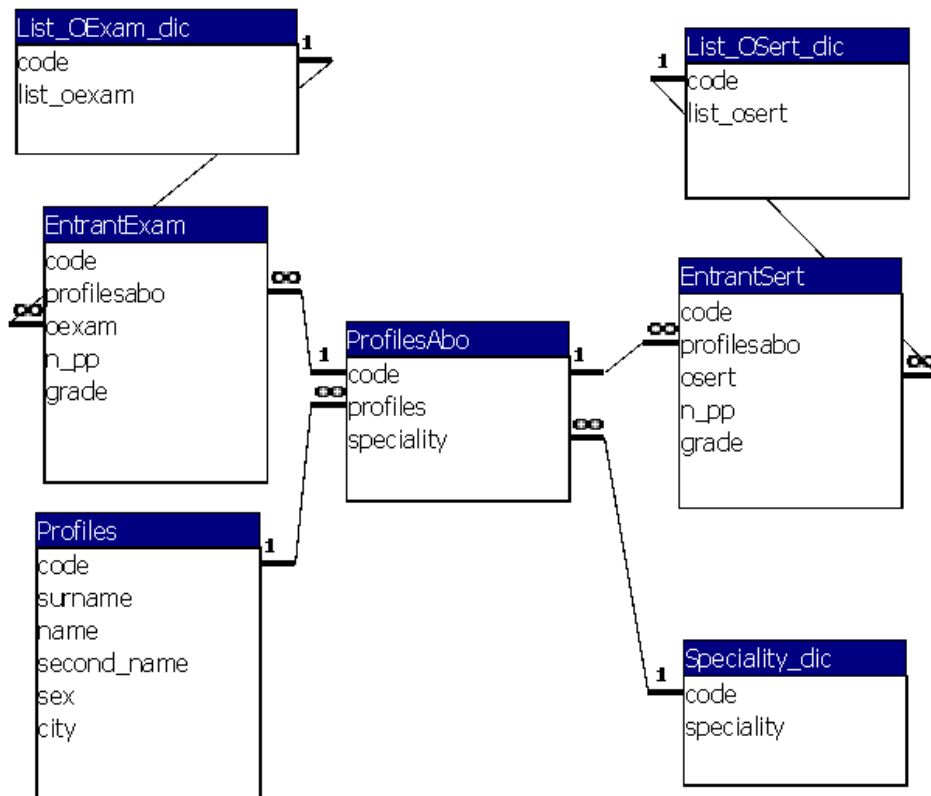 List_OExam_dic
code
list_oexam
1
List_OSert_dic
code
list_osert
1
EntrantExam
code
profilesabo
oexam
n_pp
grade
∞
∞
EntrantSert
code
profilesabo
osert
n_pp
grade
∞
∞
ProfilesAbo
code
profiles
speciality
1
∞
1
∞
Profiles
code
surname
name
second_name
sex
city
1
Speciality_dic
code
speciality
1